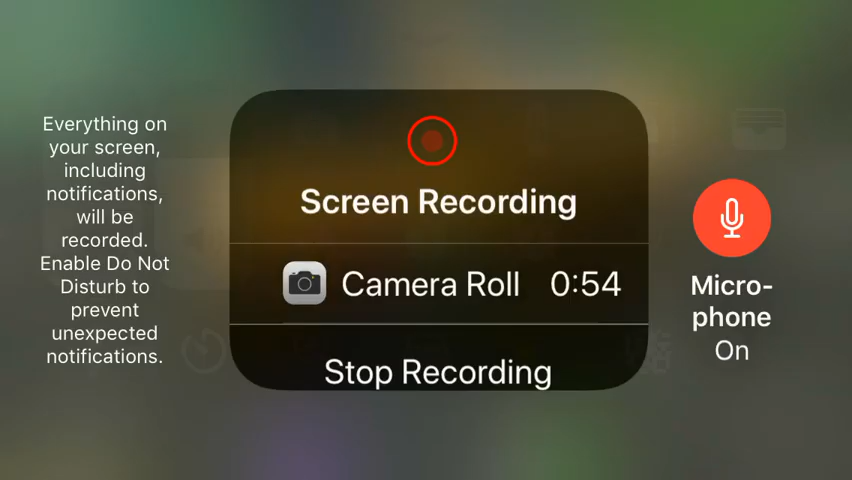 Everything on
your screen,
including
notifications,
will be
recorded.
Enable Do Not
Disturb to
prevent
unexpected
notifications.
Screen Recording
Camera Roll 0:54
Stop Recording
Micro-
phone
On